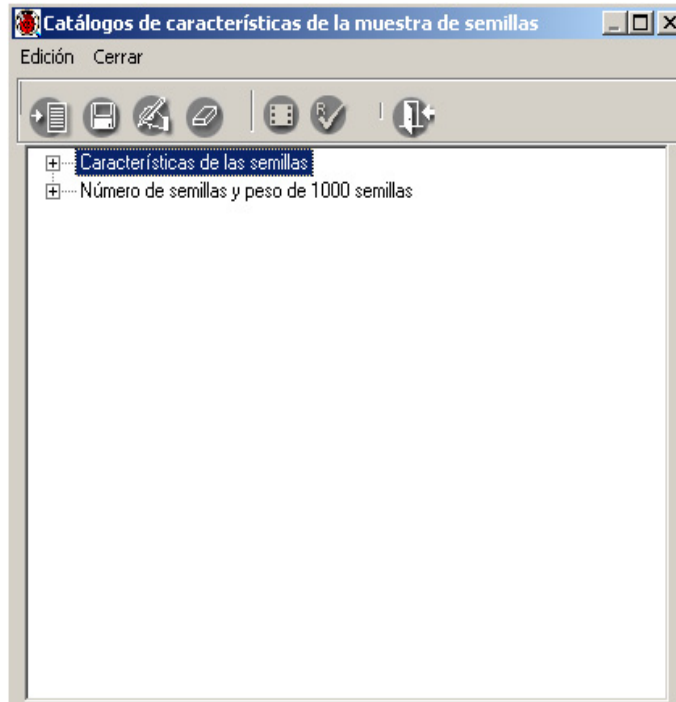 Catálogos de características de la muestra de semillas
Edición Cerrar
R
Características de las semillas
Número de semillas y peso de 1000 semillas